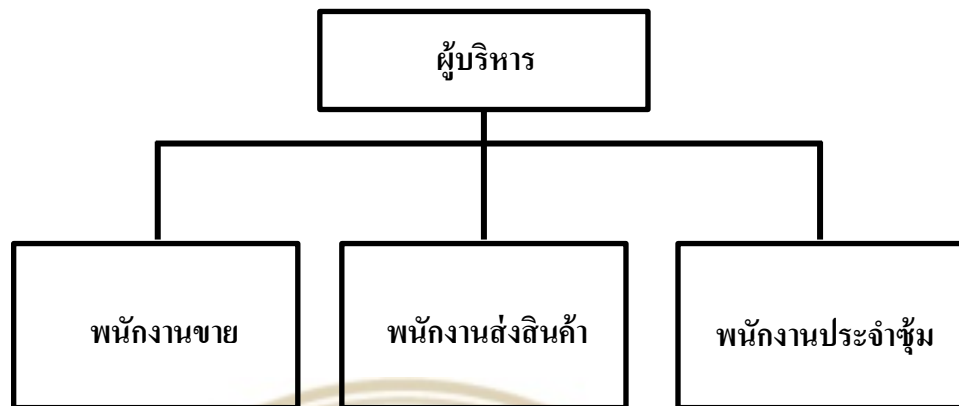 ผู้บริหาร
พนักงานขาย
พนักงานส่งสินค้า
พนักงานประจำซุ้ม